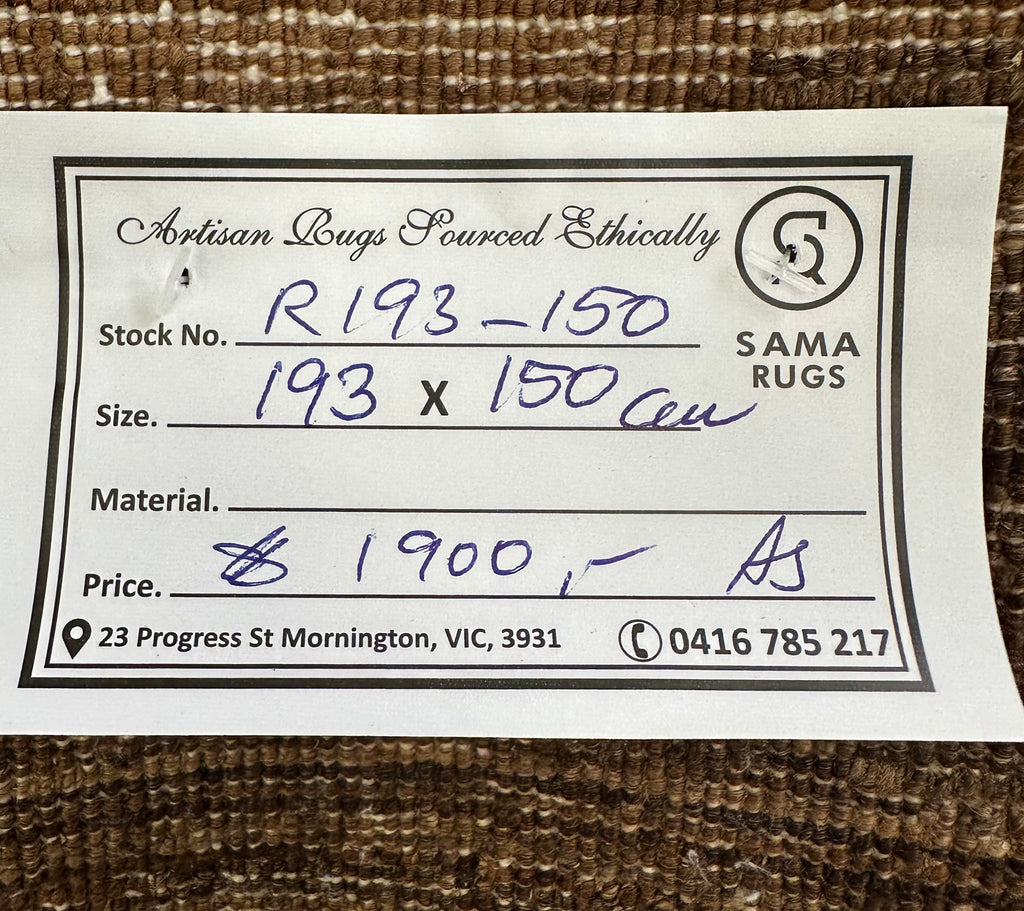 Artisan Rugs Sourced Ethically
Stock No. R193-150
SAMA
RUGS
Size. 193 X 150 cm
Material.
Price. $ 1900,- As
23 Progress St Mornington, VIC, 3931 0416 785 217